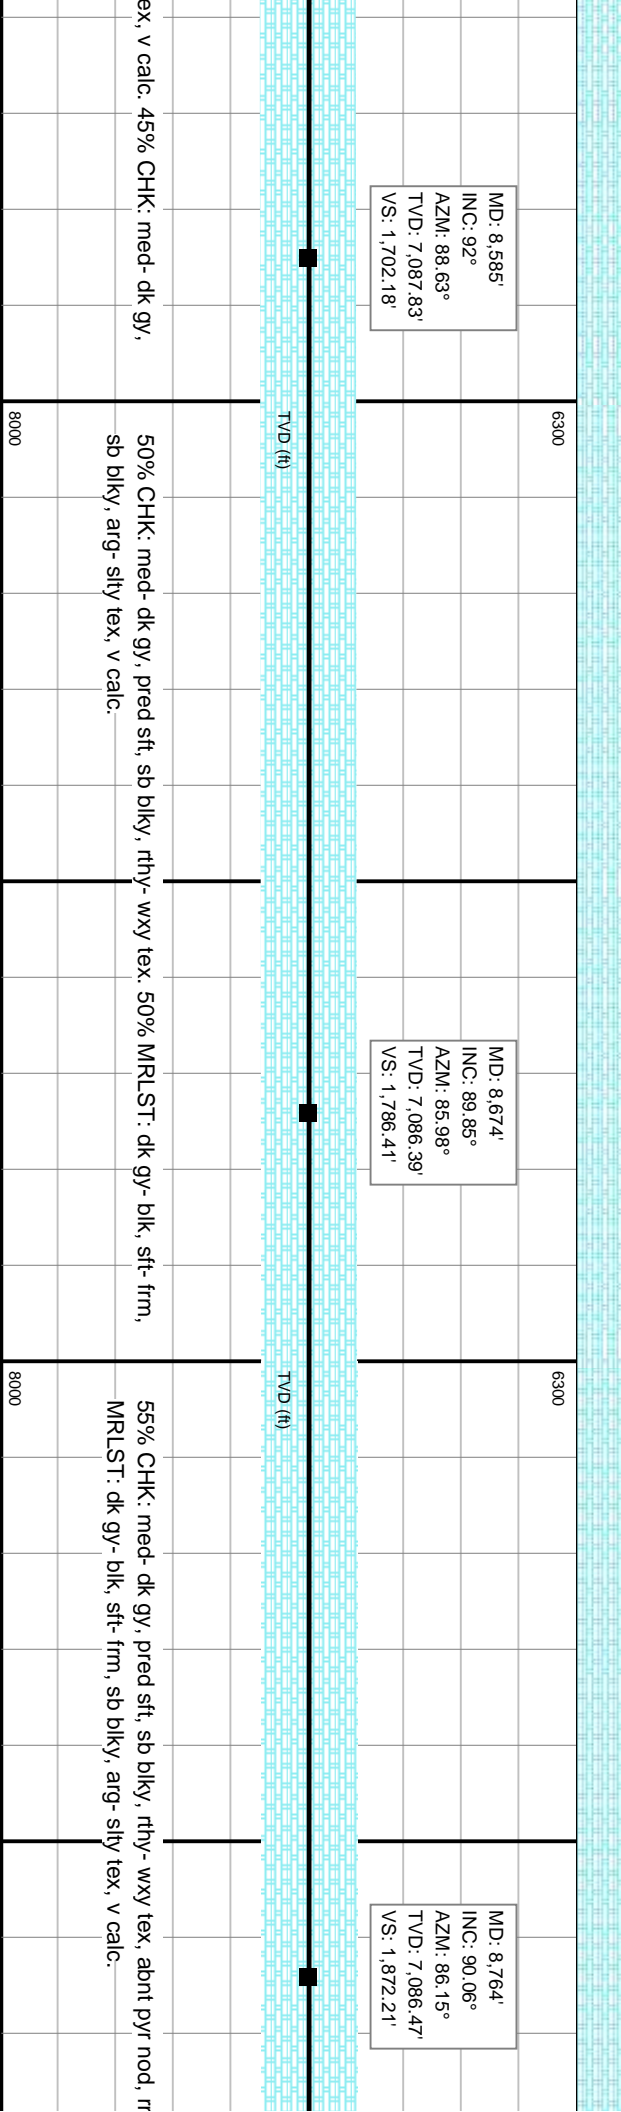 MD: 8,585'
INC: 92°
AZM: 88.63°
TVD: 7,087.83'
VS: 1,702.18'
ex, v calc. 45% CHK: med- dk gy,
6300
TVD (ft)
8000
50% CHK: med- dk gy, pred sft, sb blky, rthy- wxy tex. 50% MRLST: dk gy- blk, sft- frm,
sb blky, arg- slty tex, v calc.
MD: 8,674'
INC: 89.85°
AZM: 85.98°
TVD: 7,086.39'
VS: 1,786.41'
6300
TVD (ft)
8000
55% CHK: med- dk gy, pred sft, sb blky, rthy- wxy tex, abnt pyr nod,
MRLST: dk gy- blk, sft- frm, sb blky, arg- slty tex, v calc.
MD: 8,764'
INC: 90.06°
AZM: 86.15°
TVD: 7,086.47'
VS: 1,872.21'